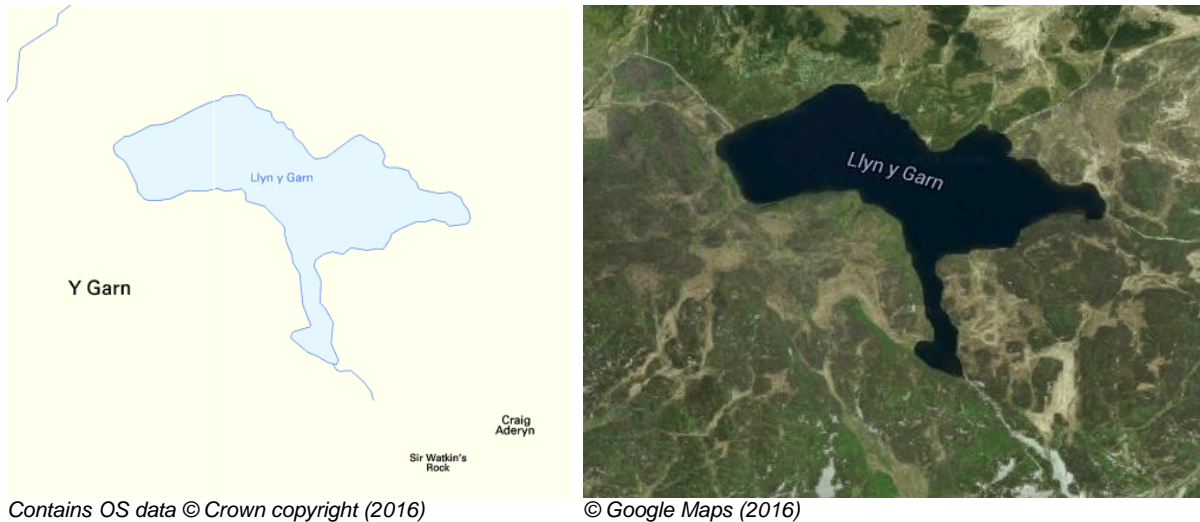 Llyn y Garn
Y Garn
Craig
Aderyn
Sir Watkin's
Rock
Llyn y Garn
Contains OS data © Crown copyright (2016)
© Google Maps (2016)